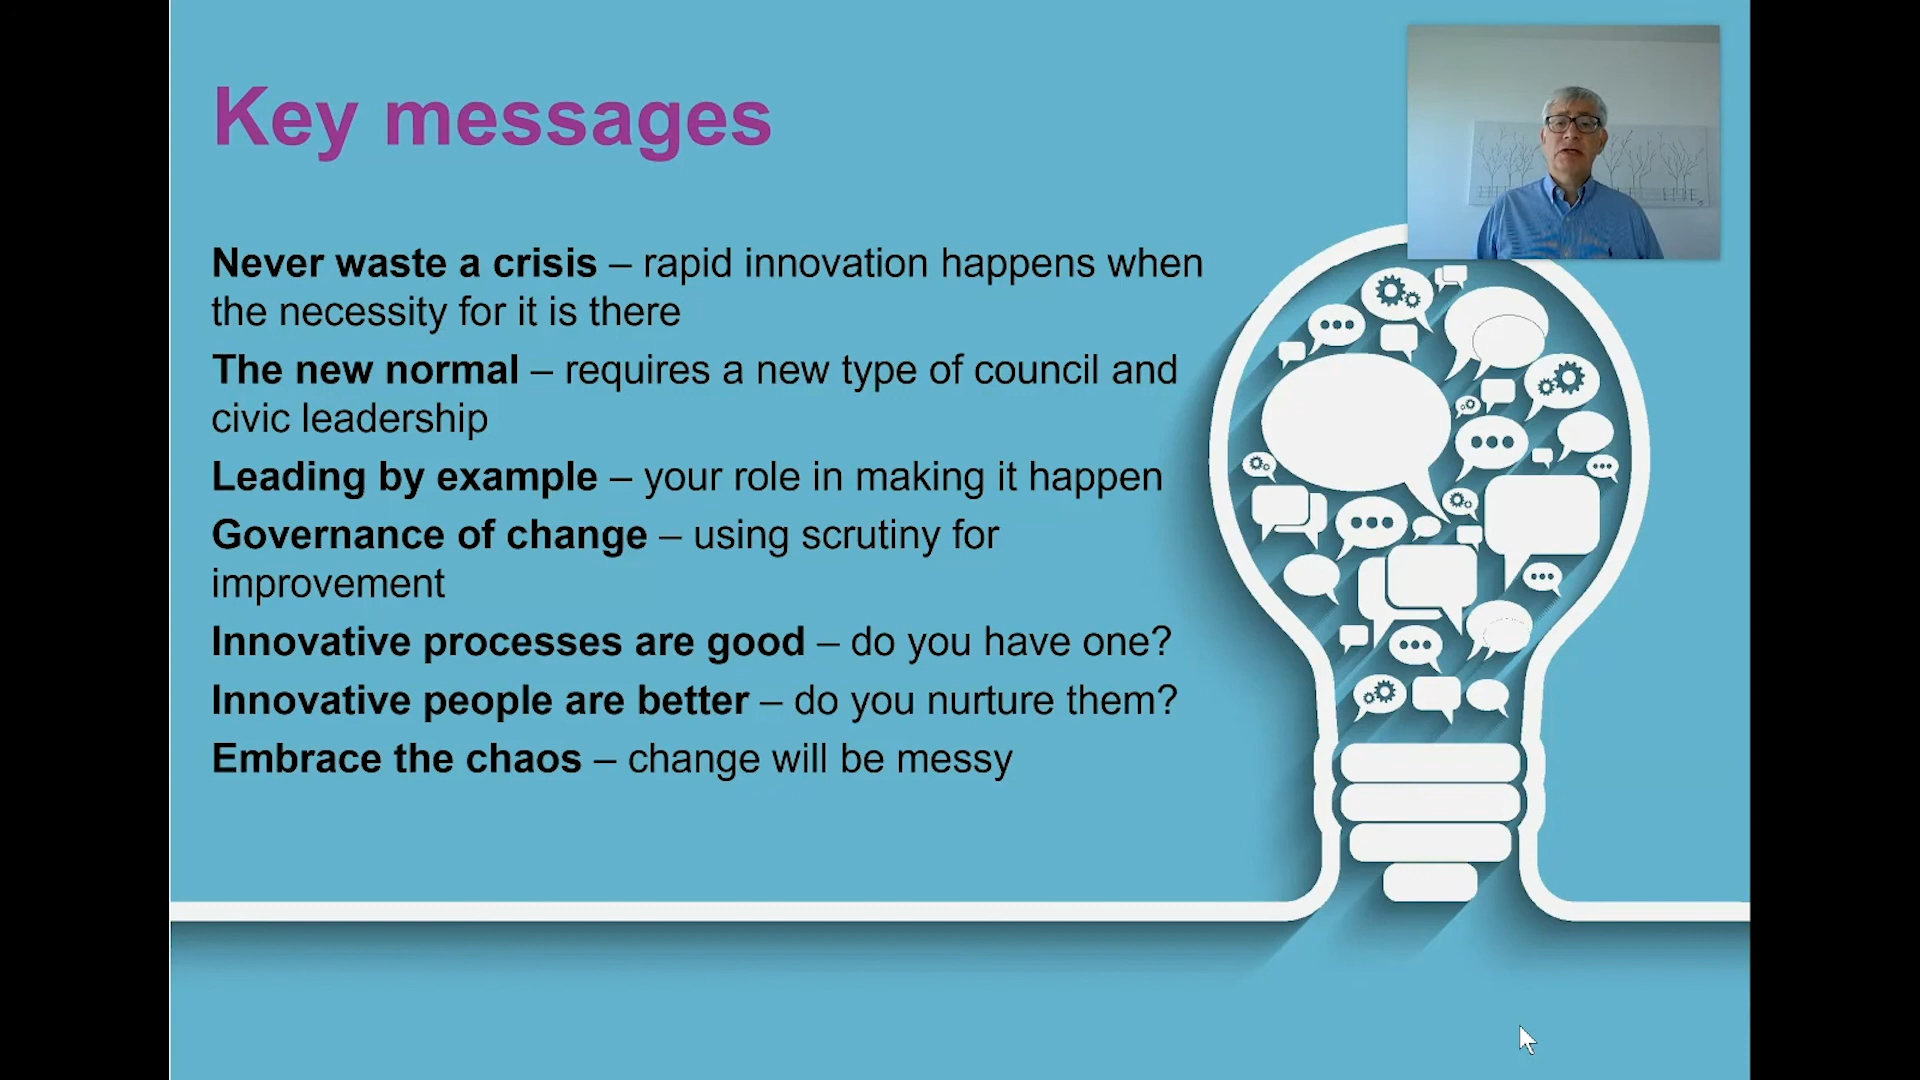 Key messages
Never waste a crisis – rapid innovation happens when
the necessity for it is there
The new normal – requires a new type of council and
civic leadership
Leading by example – your role in making it happen
Governance of change – using scrutiny for
improvement
Innovative processes are good – do you have one?
Innovative people are better – do you nurture them?
Embrace the chaos – change will be messy